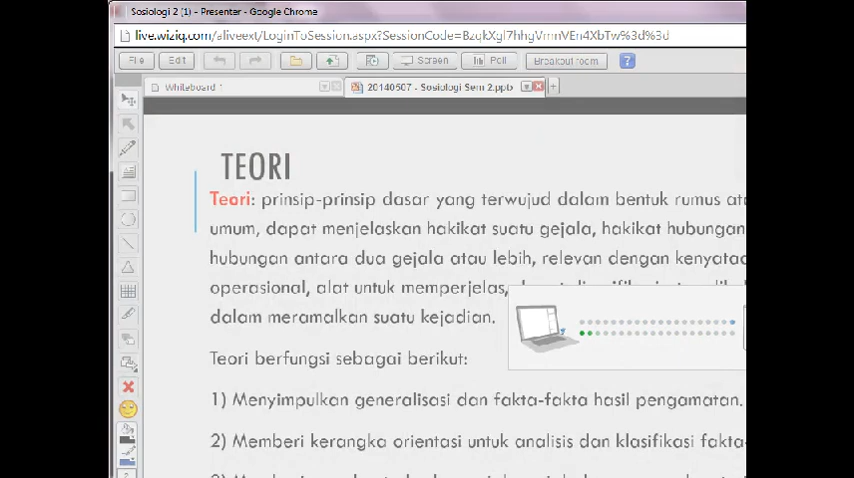 Sosiologi 2 (1) - Presenter - Google Chrome
live.wiziq.com/aliveext/LoginToSession.aspx?SessionCode=BzqkXgl7hhgVmnVEn4XbTw%3d%3d
File Edit Screen Poll Breakout room ?
Whiteboard 1 20140507 - Sosiologi Sem 2.ppb
TEORI
Teori: prinsip-prinsip dasar yang terwujud dalam bentuk rumus
umum, dapat menjelaskan hakikat suatu gejala, hakikat hubungan
hubungan antara dua gejala atau lebih, relevan dengan
operasional, alat untuk memperjelas,
dalam meramalkan suatu kejadian.
Teori berfungsi sebagai berikut:
1) Menyimpulkan generalisasi dan fakta-fakta hasil pengamatan.
2) Memberi kerangka orientasi untuk analisis dan klasifikasi fakta-